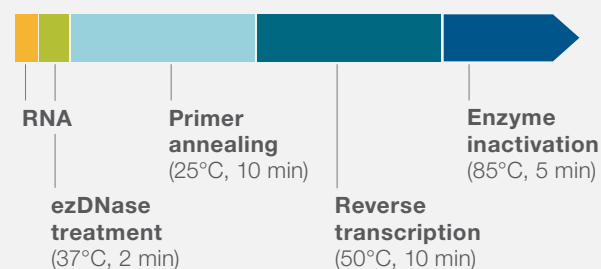 RNA
ezDNase
treatment
(37°C, 2 min)
Primer
annealing
(25°C, 10 min)
Reverse
transcription
(50°C, 10 min)
Enzyme
inactivation
(85°C, 5 min)